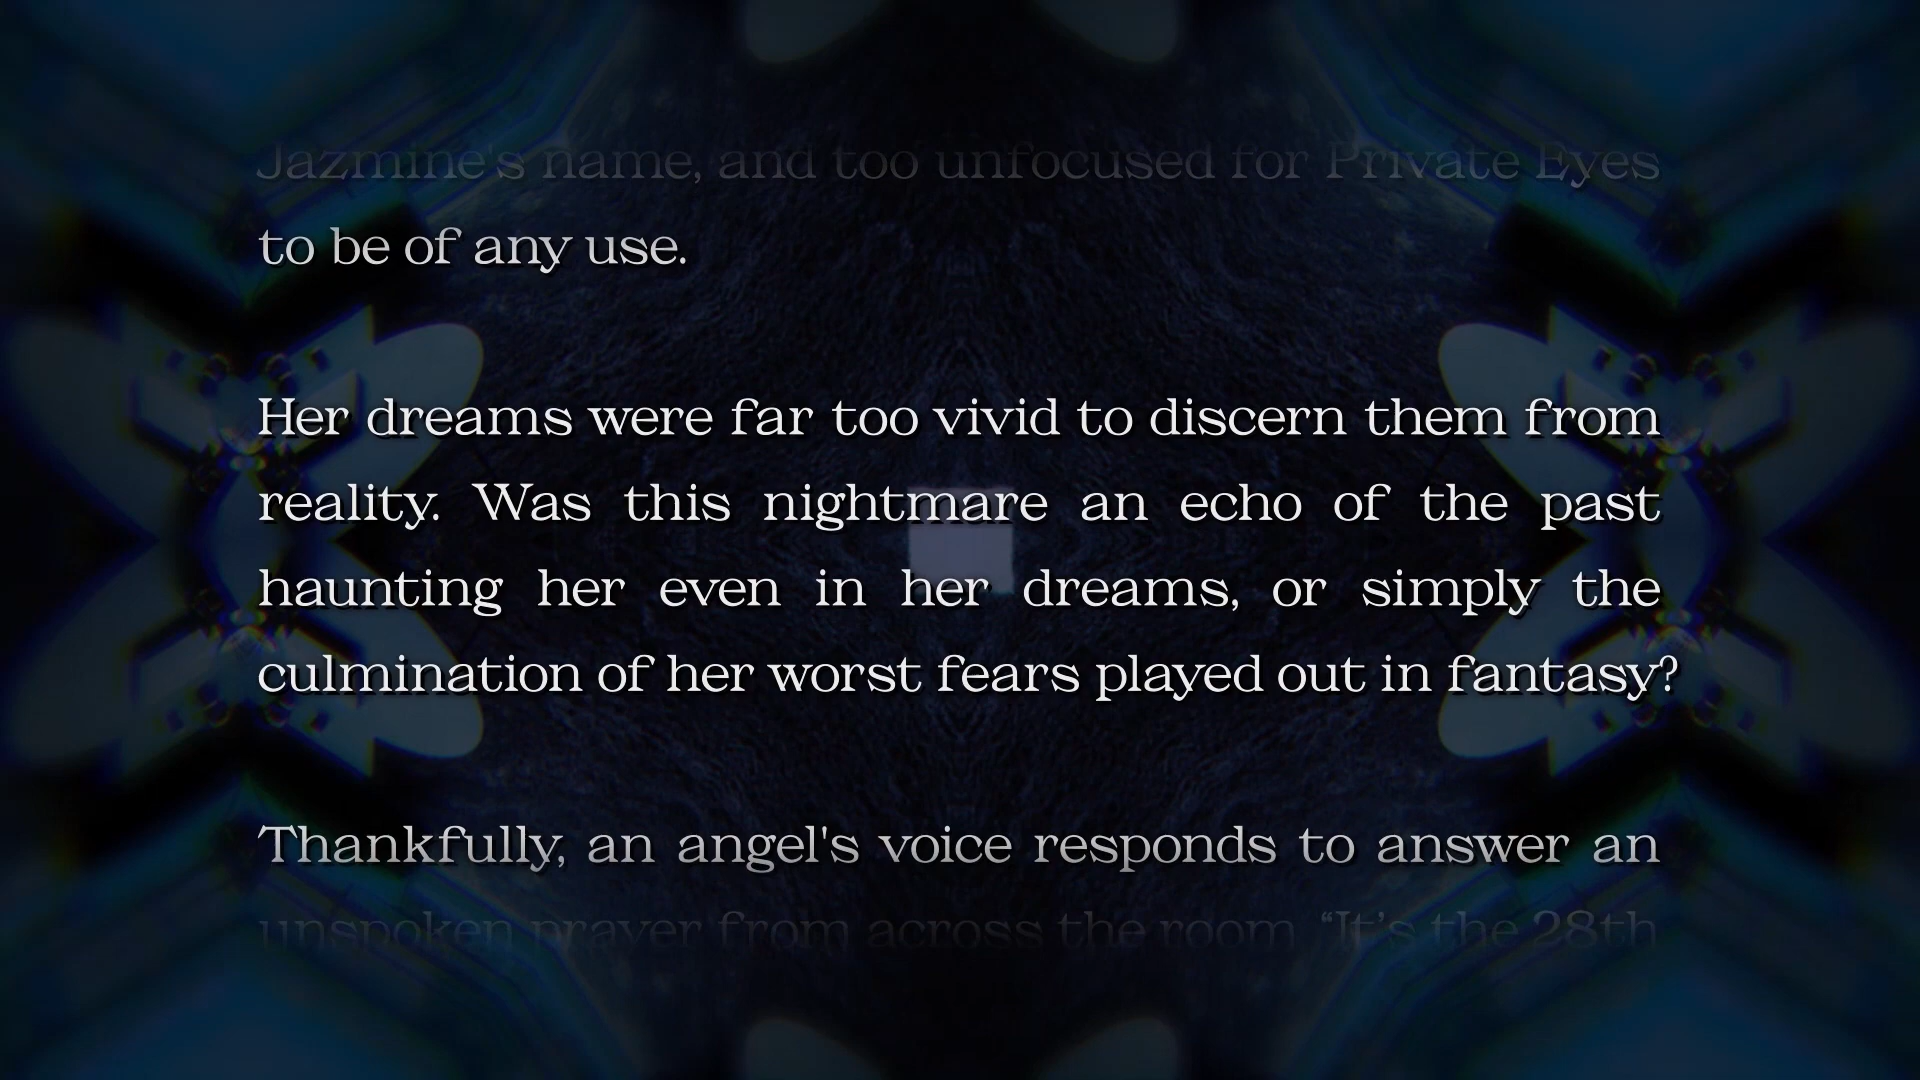 Jazmine's name, and too unfocused for Private Eyes
to be of any use.
Her dreams were far too vivid to discern them from
reality. Was this nightmare an echo of the past
haunting her even in her dreams, or simply the
culmination of her worst fears played out in fantasy?
Thankfully, an angel's voice responds to answer an
unspoken prayer from across the room. “It’s the 28th